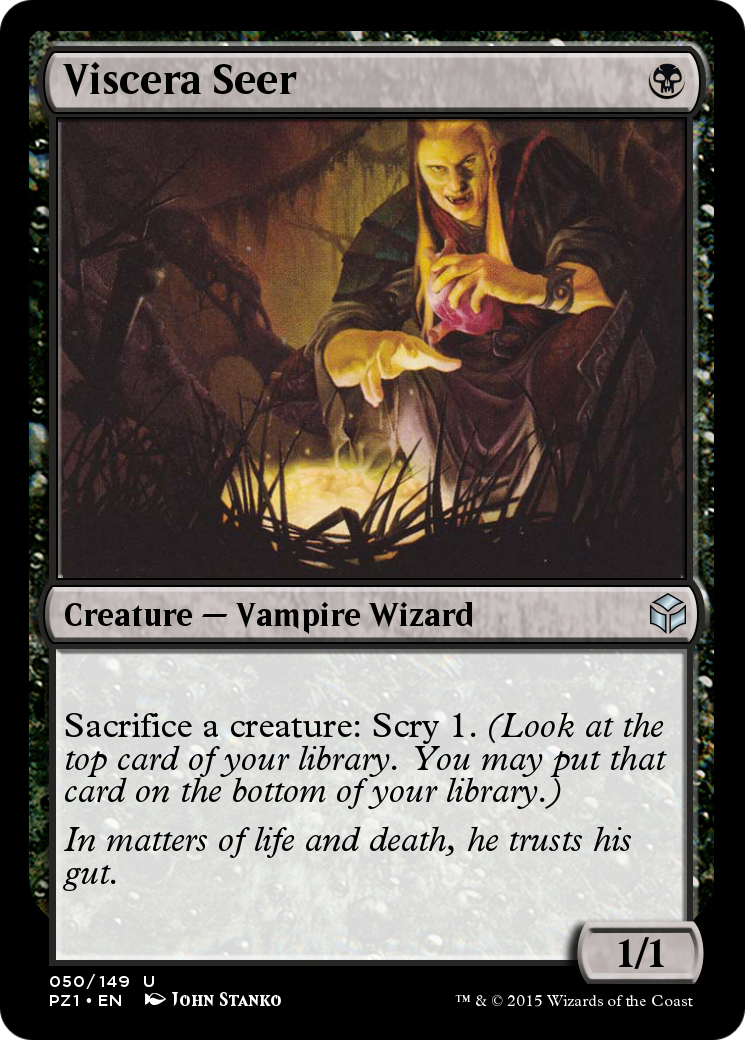 Viscera Seer
Creature — Vampire Wizard
Sacrifice a creature: Scry 1. (Look at the
top card of your library. You may put that
card on the bottom of your library.)
In matters of life and death, he trusts his
gut.
1/1
050/149 U
PZ1 • EN John Stanko
™ & © 2015 Wizards of the Coast